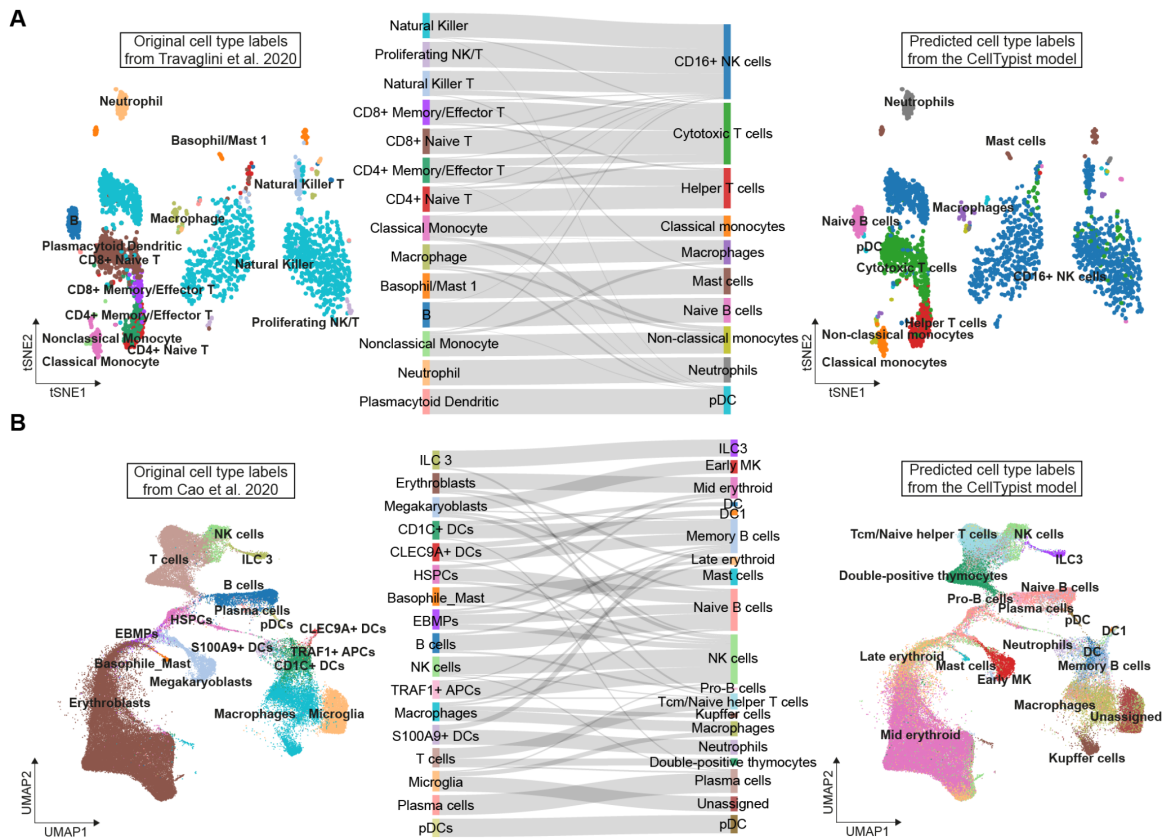 A
Original cell type labels
from Travaglini et al. 2020
Neutrophil
Basophil/Mast 1
Natural Killer T
Macrophage
B
Plasmacytoid Dendritic
CD8+ Naive T
Natural Killer
CD8+ Memory/Effector T
CD4+ Memory/Effector T
Proliferating NK/T
Nonclassical Monocyte
CD4+ Naive T
Classical Monocyte
tSNE2
tSNE1
Natural Killer
Proliferating NK/T
Natural Killer T
CD8+ Memory/Effector T
CD8+ Naive T
CD4+ Memory/Effector T
CD4+ Naive T
Classical Monocyte
Macrophage
Basophil/Mast 1
B
Nonclassical Monocyte
Neutrophil
Plasmacytoid Dendritic
CD16+ NK cells
Cytotoxic T cells
Helper T cells
Classical monocytes
Macrophages
Mast cells
Naive B cells
Non-classical monocytes
Neutrophils
pDC
Predicted cell type labels
from the CellTypist model
Neutrophils
Mast cells
Macrophages
Naive B cells
pDC
Cytotoxic T cells
CD16+ NK cells
Helper T cells
Non-classical monocytes
Classical monocytes
tSNE2
tSNE1
B
Original cell type labels
from Cao et al. 2020
NK cells
T cells
ILC 3
B cells
Plasma cells
HSPCs
pDCs
EBMPs
CLEC9A+ DCs
S100A9+ DCs
TRAF1+ APCs
Basophile_Mast
CD1C+ DCs
Megakaryoblasts
Erythroblasts
Macrophages
Microglia
UMAP2
UMAP1
ILC 3
Erythroblasts
Megakaryoblasts
CD1C+ DCs
CLEC9A+ DCs
HSPCs
Basophile_Mast
EBMPs
B cells
NK cells
TRAF1+ APCs
Macrophages
S100A9+ DCs
T cells
Microglia
Plasma cells
pDCs
ILC3
Early MK
Mid erythroid
DC
DC1
Memory B cells
Late erythroid
Mast cells
Naive B cells
NK cells
Pro-B cells
Tcm/Naive helper T cells
Kupffer cells
Macrophages
Neutrophils
Double-positive thymocytes
Plasma cells
Unassigned
pDC
Predicted cell type labels
from the CellTypist model
Tcm/Naive helper T cells
NK cells
ILC3
Double-positive thymocytes
Naive B cells
Pro-B cells
Plasma cells
pDC
DC1
Neutrophils
Late erythroid
DC
Mast cells
Memory B cells
Early MK
Macrophages
Unassigned
Mid erythroid
Kupffer cells
UMAP2
UMAP1